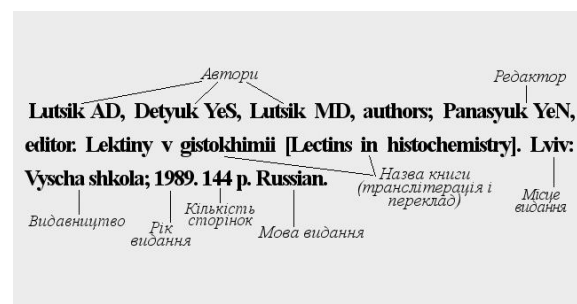 Автори
Редактор
Lutsik AD, Detyuk YeS, Lutsik MD, authors; Panasyuk YeN,
editor. Lektiny v gistokhimii [Lectins in histochemistry]. Lviv:
Vyscha shkola; 1989. 144 p. Russian.
Назва книги
(транслітерація і
переклад)
Місце
видання
Видавництво
Рік
видання
Кількість
сторінок
Мова видання